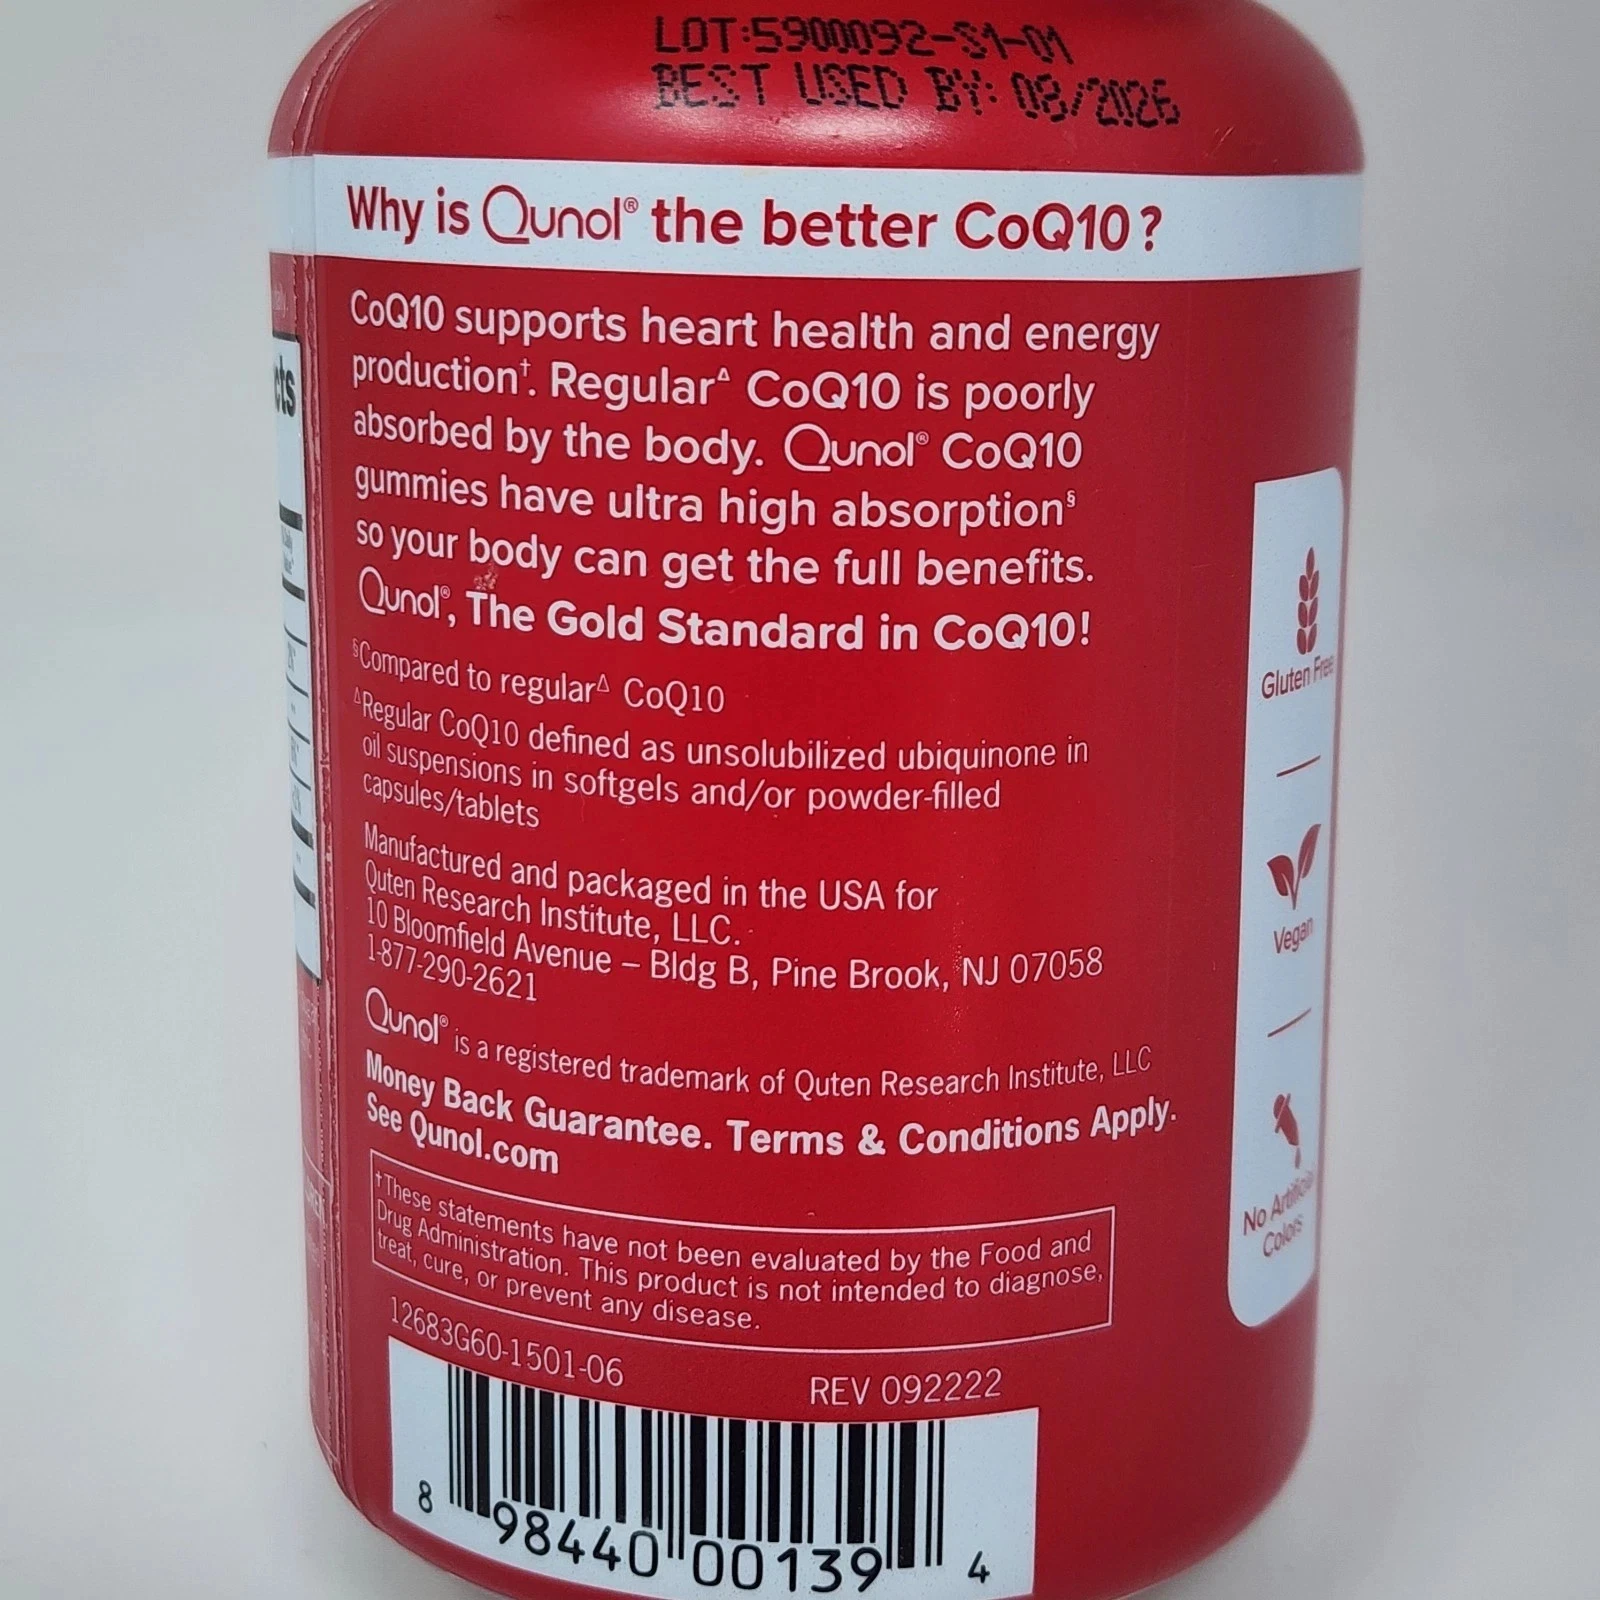 LOT:5900092-S1-01
BEST USED BY: 08/2026
Why is Qunol® the better CoQ10?
CoQ10 supports heart health and energy
production†. RegularΔ CoQ10 is poorly
absorbed by the body. Qunol® CoQ10
gummies have ultra high absorption§
so your body can get the full benefits.
Qunol®, The Gold Standard in CoQ10!
§Compared to regularΔ CoQ10
ΔRegular CoQ10 defined as unsolubilized ubiquinone in
oil suspensions in softgels and/or powder-filled
capsules/tablets
Manufactured and packaged in the USA for
Quten Research Institute, LLC.
10 Bloomfield Avenue – Bldg B, Pine Brook, NJ 07058
1-877-290-2621
Qunol® is a registered trademark of Quten Research Institute, LLC
Money Back Guarantee. Terms & Conditions Apply.
See Qunol.com
†These statements have not been evaluated by the Food and
Drug Administration. This product is not intended to diagnose,
treat, cure, or prevent any disease.
12683G60-1501-06
REV 092222
8 98440 00139 4
Gluten Free
Vegan
No Artificial
Colors
cts